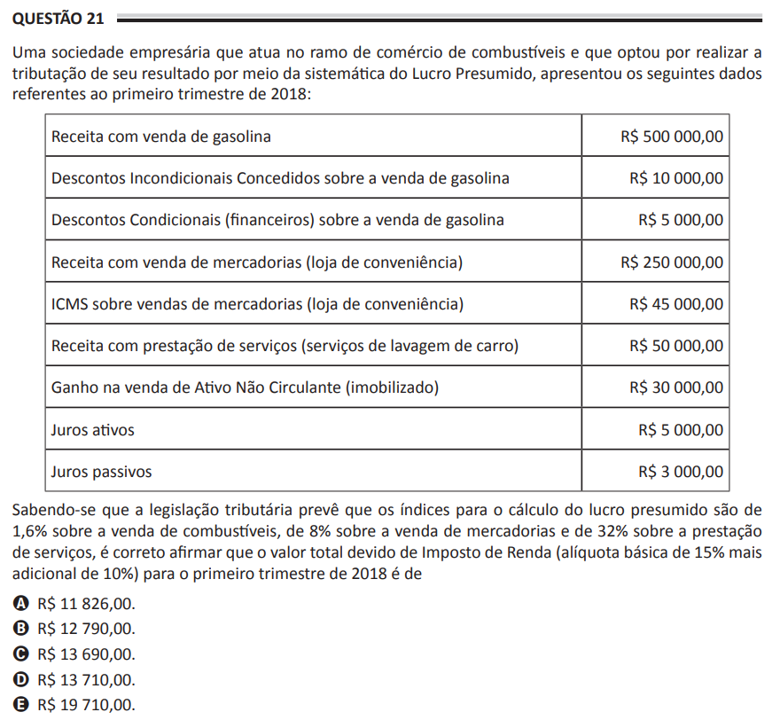 QUESTÃO 21
Uma sociedade empresária que atua no ramo de comércio de combustíveis e que optou por realizar a
tributação de seu resultado por meio da sistemática do Lucro Presumido, apresentou os seguintes dados
referentes ao primeiro trimestre de 2018:
Receita com venda de gasolina R$ 500 000,00
Descontos Incondicionais Concedidos sobre a venda de gasolina R$ 10 000,00
Descontos Condicionais (financeiros) sobre a venda de gasolina R$ 5 000,00
Receita com venda de mercadorias (loja de conveniência) R$ 250 000,00
ICMS sobre vendas de mercadorias (loja de conveniência) R$ 45 000,00
Receita com prestação de serviços (serviços de lavagem de carro) R$ 50 000,00
Ganho na venda de Ativo Não Circulante (imobilizado) R$ 30 000,00
Juros ativos R$ 5 000,00
Juros passivos R$ 3 000,00
Sabendo-se que a legislação tributária prevê que os índices para o cálculo do lucro presumido são de
1,6% sobre a venda de combustíveis, de 8% sobre a venda de mercadorias e de 32% sobre a prestação
de serviços, é correto afirmar que o valor total devido de Imposto de Renda (alíquota básica de 15% mais
adicional de 10%) para o primeiro trimestre de 2018 é de
A R$ 11 826,00.
B R$ 12 790,00.
C R$ 13 690,00.
D R$ 13 710,00.
E R$ 19 710,00.